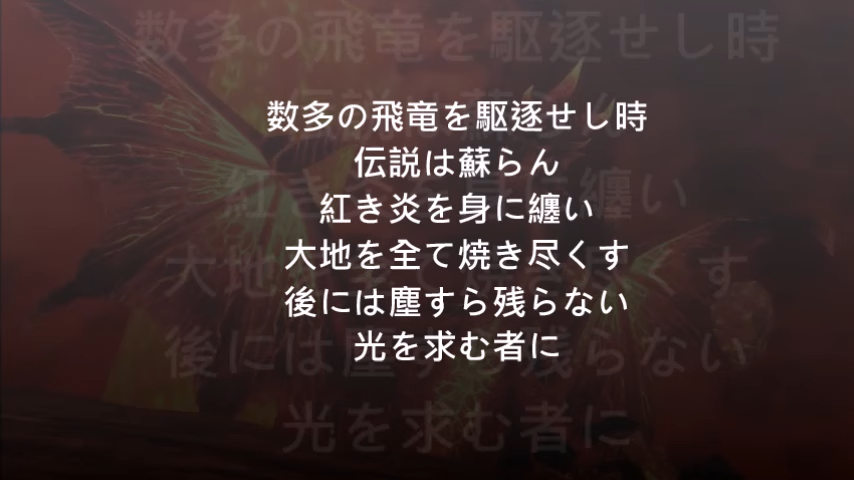 数多の飛竜を駆逐せし時
伝説は蘇らん
紅き炎を身に纏い
大地を全て焼き尽くす
後には塵すら残らない
光を求む者に